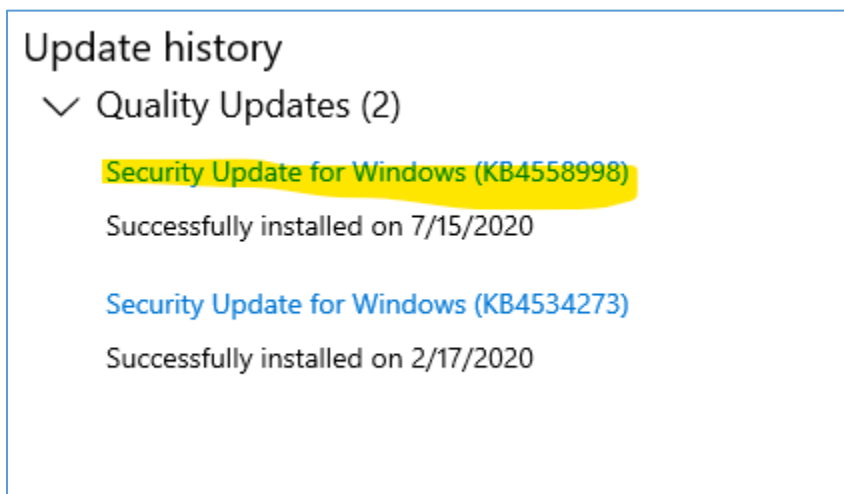 Update history
Quality Updates (2)
Security Update for Windows (KB4558998)
Successfully installed on 7/15/2020
Security Update for Windows (KB4534273)
Successfully installed on 2/17/2020